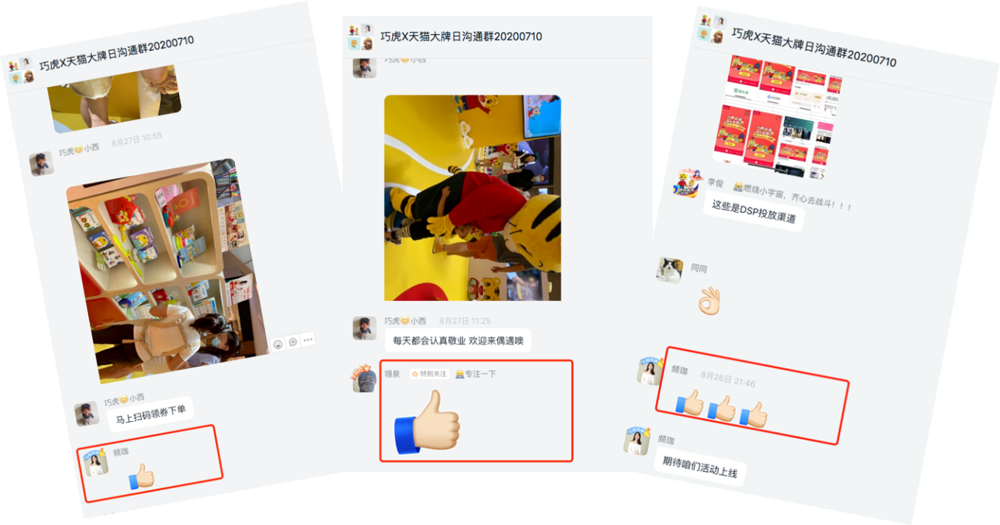 巧虎X天猫大牌日沟通群20200710
巧虎😁小西 8月27日 10:55
巧虎😁小西
马上扫码领券下单
频珈
巧虎X天猫大牌日沟通群20200710
巧虎😁小西
巧虎😁小西 8月27日 11:25
每天都会认真敬业 欢迎来偶遇噢
翎泉 特别关注 专注一下
巧虎X天猫大牌日沟通群20200710
李俊 燃烧小宇宙，齐心去战斗！！！
这些是DSP投放渠道
同同
频珈 8月26日 21:46
频珈
期待咱们活动上线